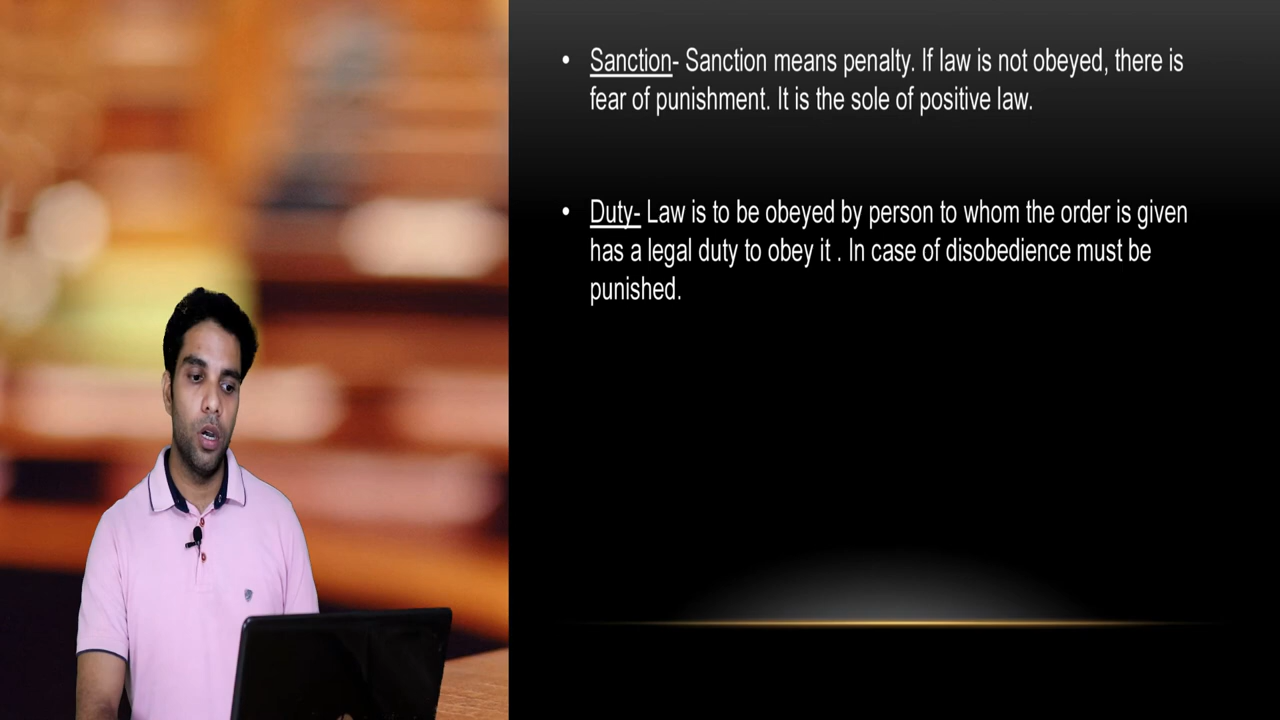 • Sanction- Sanction means penalty. If law is not obeyed, there is
fear of punishment. It is the sole of positive law.
• Duty- Law is to be obeyed by person to whom the order is given
has a legal duty to obey it . In case of disobedience must be
punished.